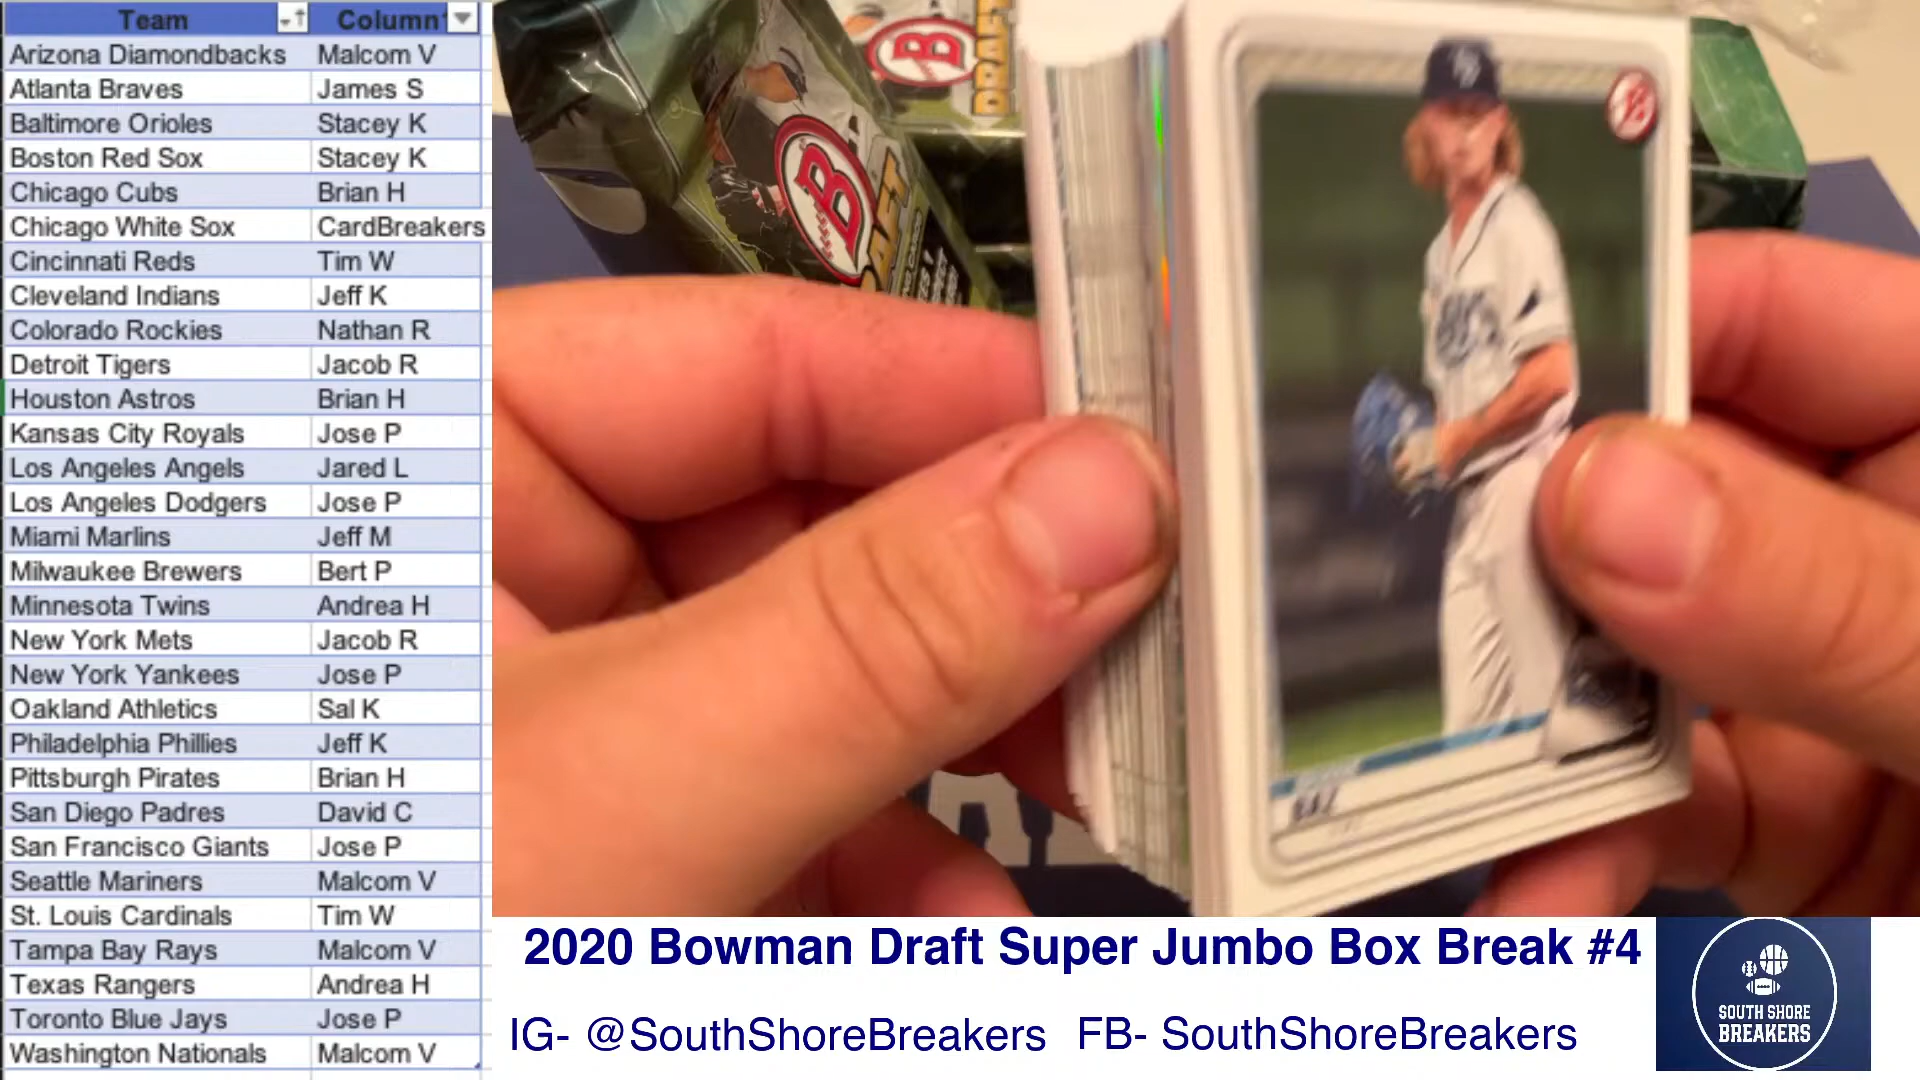 Team Column
Arizona Diamondbacks Malcom V
Atlanta Braves James S
Baltimore Orioles Stacey K
Boston Red Sox Stacey K
Chicago Cubs Brian H
Chicago White Sox CardBreakers
Cincinnati Reds Tim W
Cleveland Indians Jeff K
Colorado Rockies Nathan R
Detroit Tigers Jacob R
Houston Astros Brian H
Kansas City Royals Jose P
Los Angeles Angels Jared L
Los Angeles Dodgers Jose P
Miami Marlins Jeff M
Milwaukee Brewers Bert P
Minnesota Twins Andrea H
New York Mets Jacob R
New York Yankees Jose P
Oakland Athletics Sal K
Philadelphia Phillies Jeff K
Pittsburgh Pirates Brian H
San Diego Padres David C
San Francisco Giants Jose P
Seattle Mariners Malcom V
St. Louis Cardinals Tim W
Tampa Bay Rays Malcom V
Texas Rangers Andrea H
Toronto Blue Jays Jose P
Washington Nationals Malcom V
B
DRAFT
B
B
BAZ
2020 Bowman Draft Super Jumbo Box Break #4
IG- @SouthShoreBreakers FB- SouthShoreBreakers
SOUTH SHORE
BREAKERS